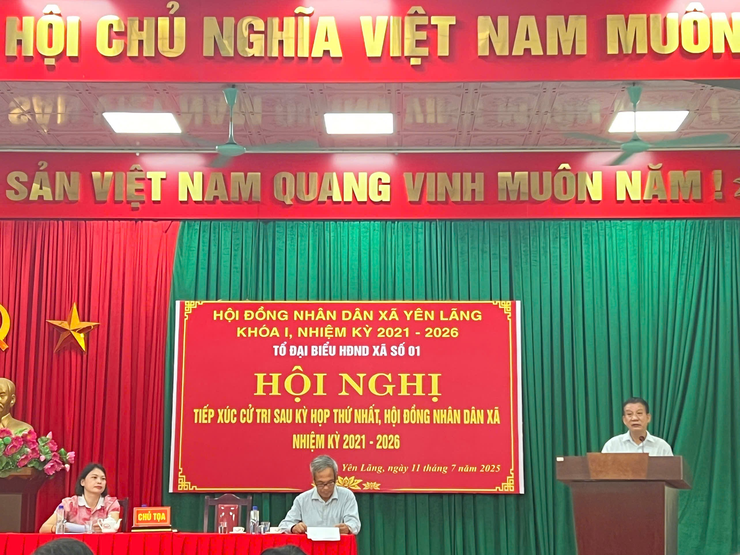 HỘI CHỦ NGHĨA VIỆT NAM MUÔN
SẢN VIỆT NAM QUANG VINH MUÔN NĂM !
HỘI ĐỒNG NHÂN DÂN XÃ YÊN LÃNG
KHÓA I, NHIỆM KỲ 2021 - 2026
TỔ ĐẠI BIỂU HĐND XÃ SỐ 01
HỘI NGHỊ
TIẾP XÚC CỬ TRI SAU KỲ HỌP THỨ NHẤT, HỘI ĐỒNG NHÂN DÂN XÃ
NHIỆM KỲ 2021 - 2026
Yên Lãng, ngày 11 tháng 7 năm 2025
CHỦ TỌA